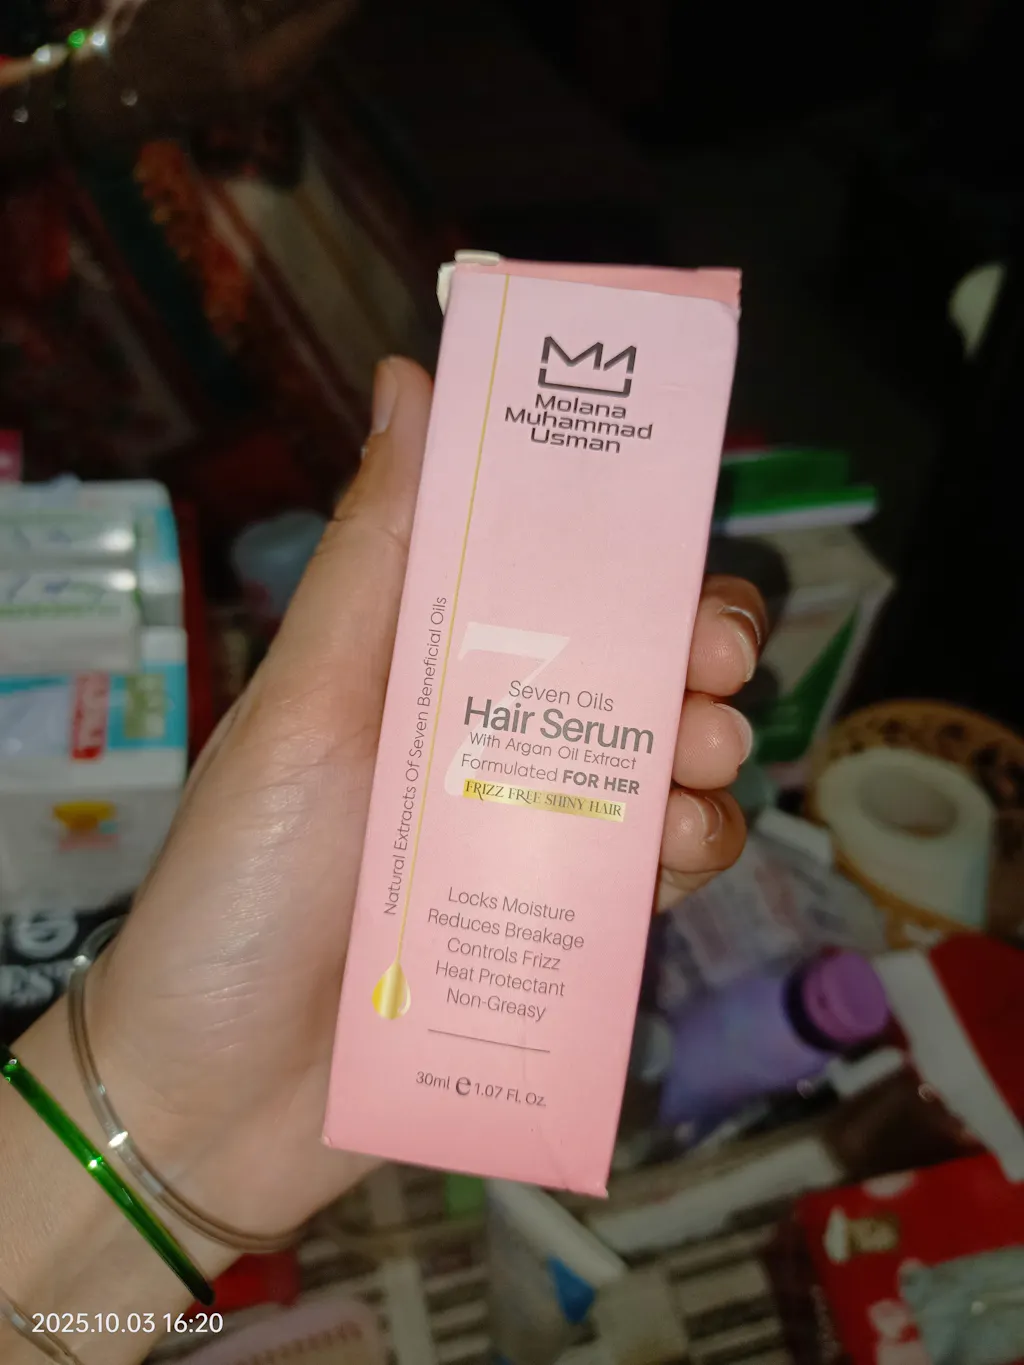 Molana
Muhammad
Usman
Natural Extracts Of Seven Beneficial Oils
7
Seven Oils
Hair Serum
With Argan Oil Extract
Formulated FOR HER
FRIZZ FREE SHINY HAIR
Locks Moisture
Reduces Breakage
Controls Frizz
Heat Protectant
Non-Greasy
30ml e 1.07 Fl. Oz.
2025.10.03 16:20